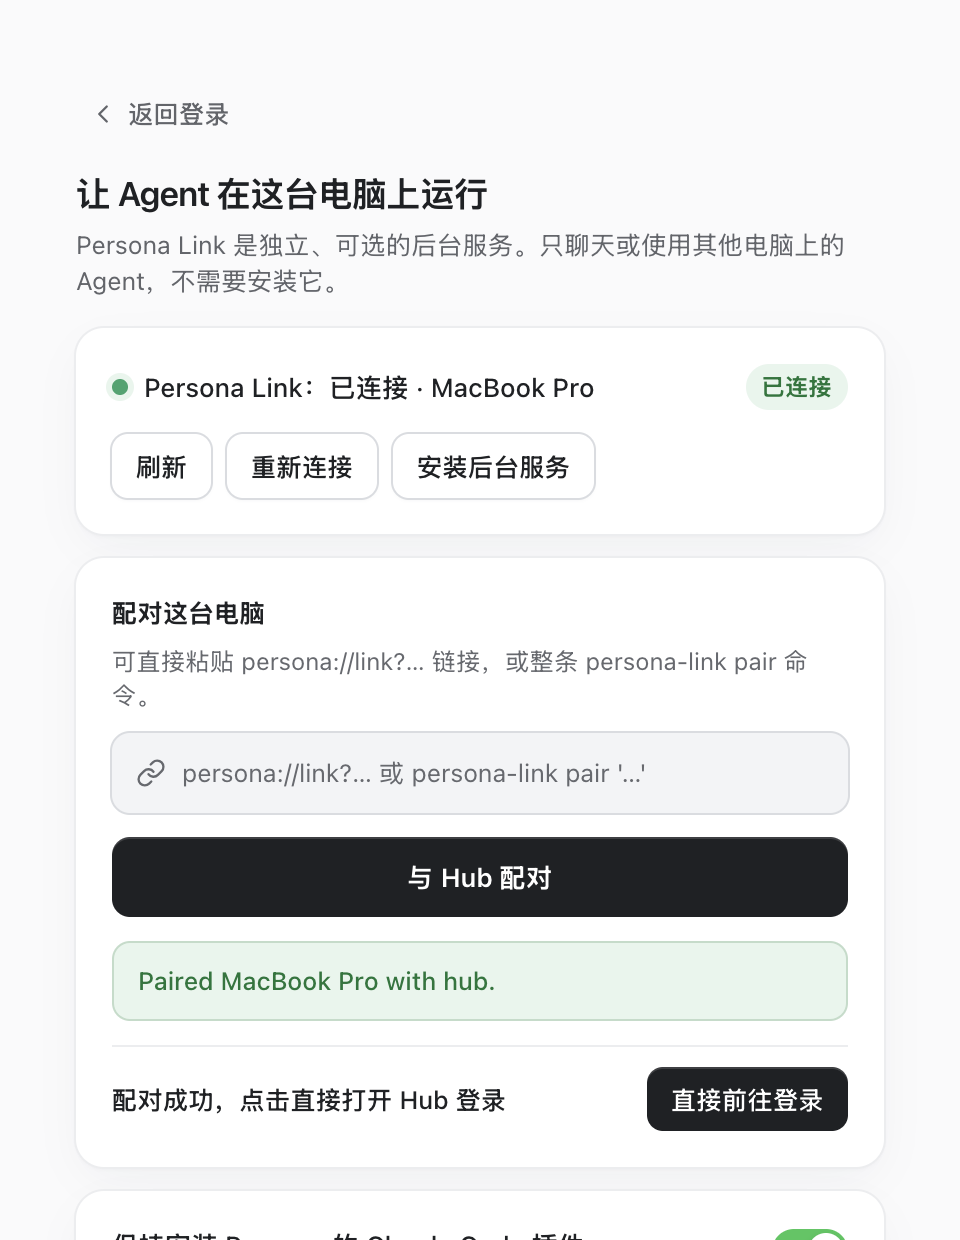 返回登录
让 Agent 在这台电脑上运行
Persona Link 是独立、可选的后台服务。只聊天或使用其他电脑上的
Agent，不需要安装它。
Persona Link：已连接 · MacBook Pro
已连接
刷新
重新连接
安装后台服务
配对这台电脑
可直接粘贴 persona://link?... 链接，或整条 persona-link pair 命
令。
persona://link?... 或 persona-link pair '...'
与 Hub 配对
Paired MacBook Pro with hub.
配对成功，点击直接打开 Hub 登录
直接前往登录